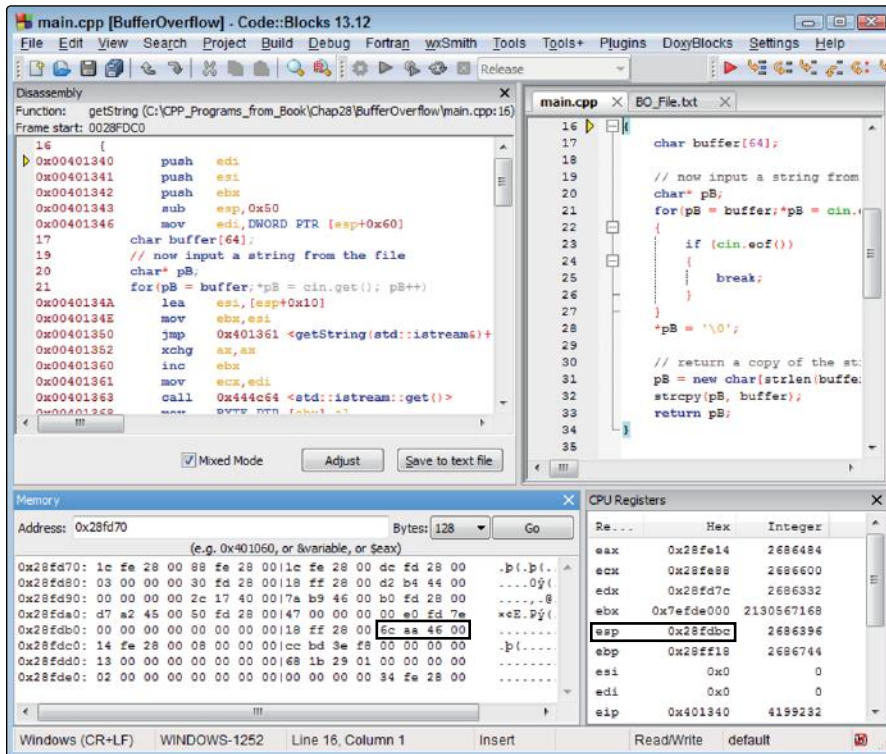 main.cpp [BufferOverflow] - Code::Blocks 13.12
File Edit View Search Project Build Debug Fortran wxSmith Tools Tools+ Plugins DoxyBlocks Settings Help
Release
Disassembly
Function: getString (C:\CPP_Programs_from_Book\Chap28\BufferOverflow\main.cpp:16)
Frame start: 0028FDC0
16 {
0x00401340 push edi
0x00401341 push esi
0x00401342 push ebx
0x00401343 sub esp,0x50
0x00401346 mov edi,DWORD PTR [esp+0x60]
17 char buffer[64];
19 // now input a string from the file
20 char* pB;
21 for(pB = buffer;*pB = cin.get(); pB++)
0x0040134A lea esi,[esp+0x10]
0x0040134E mov ebx,esi
0x00401350 jmp 0x401361 <getString(std::istream&)+
0x00401352 xchg ax,ax
0x00401360 inc ebx
0x00401361 mov ecx,edi
0x00401363 call 0x444c64 <std::istream::get()>
0x00401368 mov BYTE PTR [ebx],al
Mixed Mode Adjust Save to text file
main.cpp BO_File.txt
16 {
17 char buffer[64];
18
19 // now input a string from
20 char* pB;
21 for(pB = buffer;*pB = cin.
22 {
23 if (cin.eof())
24 {
25 break;
26 }
27 }
28 *pB = '\0';
29
30 // return a copy of the st
31 pB = new char[strlen(buffe
32 strcpy(pB, buffer);
33 return pB;
34 }
35
Memory
Address: 0x28fd70 Bytes: 128 Go
(e.g. 0x401060, or &variable, or $eax)
0x28fd70: 1c fe 28 00 88 fe 28 00|1c fe 28 00 dc fd 28 00 .þ(.þ(.
0x28fd80: 03 00 00 00 30 fd 28 00|18 ff 28 00 d2 b4 44 00 ....0ý(.
0x28fd90: 00 00 00 00 2c 17 40 00|7a b9 46 00 b0 fd 28 00 ....,.@.
0x28fda0: d7 a2 45 00 50 fd 28 00|47 00 00 00 00 e0 fd 7e ×¢E.Pý(.
0x28fdb0: 00 00 00 00 00 00 00 00|18 ff 28 00 6c aa 46 00 ........
0x28fdc0: 14 fe 28 00 08 00 00 00|cc bd 3e f8 00 00 00 00 .þ(.....
0x28fdd0: 13 00 00 00 00 00 00 00|68 1b 29 01 00 00 00 00 ........
0x28fde0: 02 00 00 00 00 00 00 00|00 00 00 00 34 fe 28 00 ........
CPU Registers
Re... Hex Integer
eax 0x28fe14 2686484
ecx 0x28fe88 2686600
edx 0x28fd7c 2686332
ebx 0x7efde000 2130567168
esp 0x28fdbc 2686396
ebp 0x28ff18 2686744
esi 0x0 0
edi 0x0 0
eip 0x401340 4199232
Windows (CR+LF) WINDOWS-1252 Line 16, Column 1 Insert Read/Write default